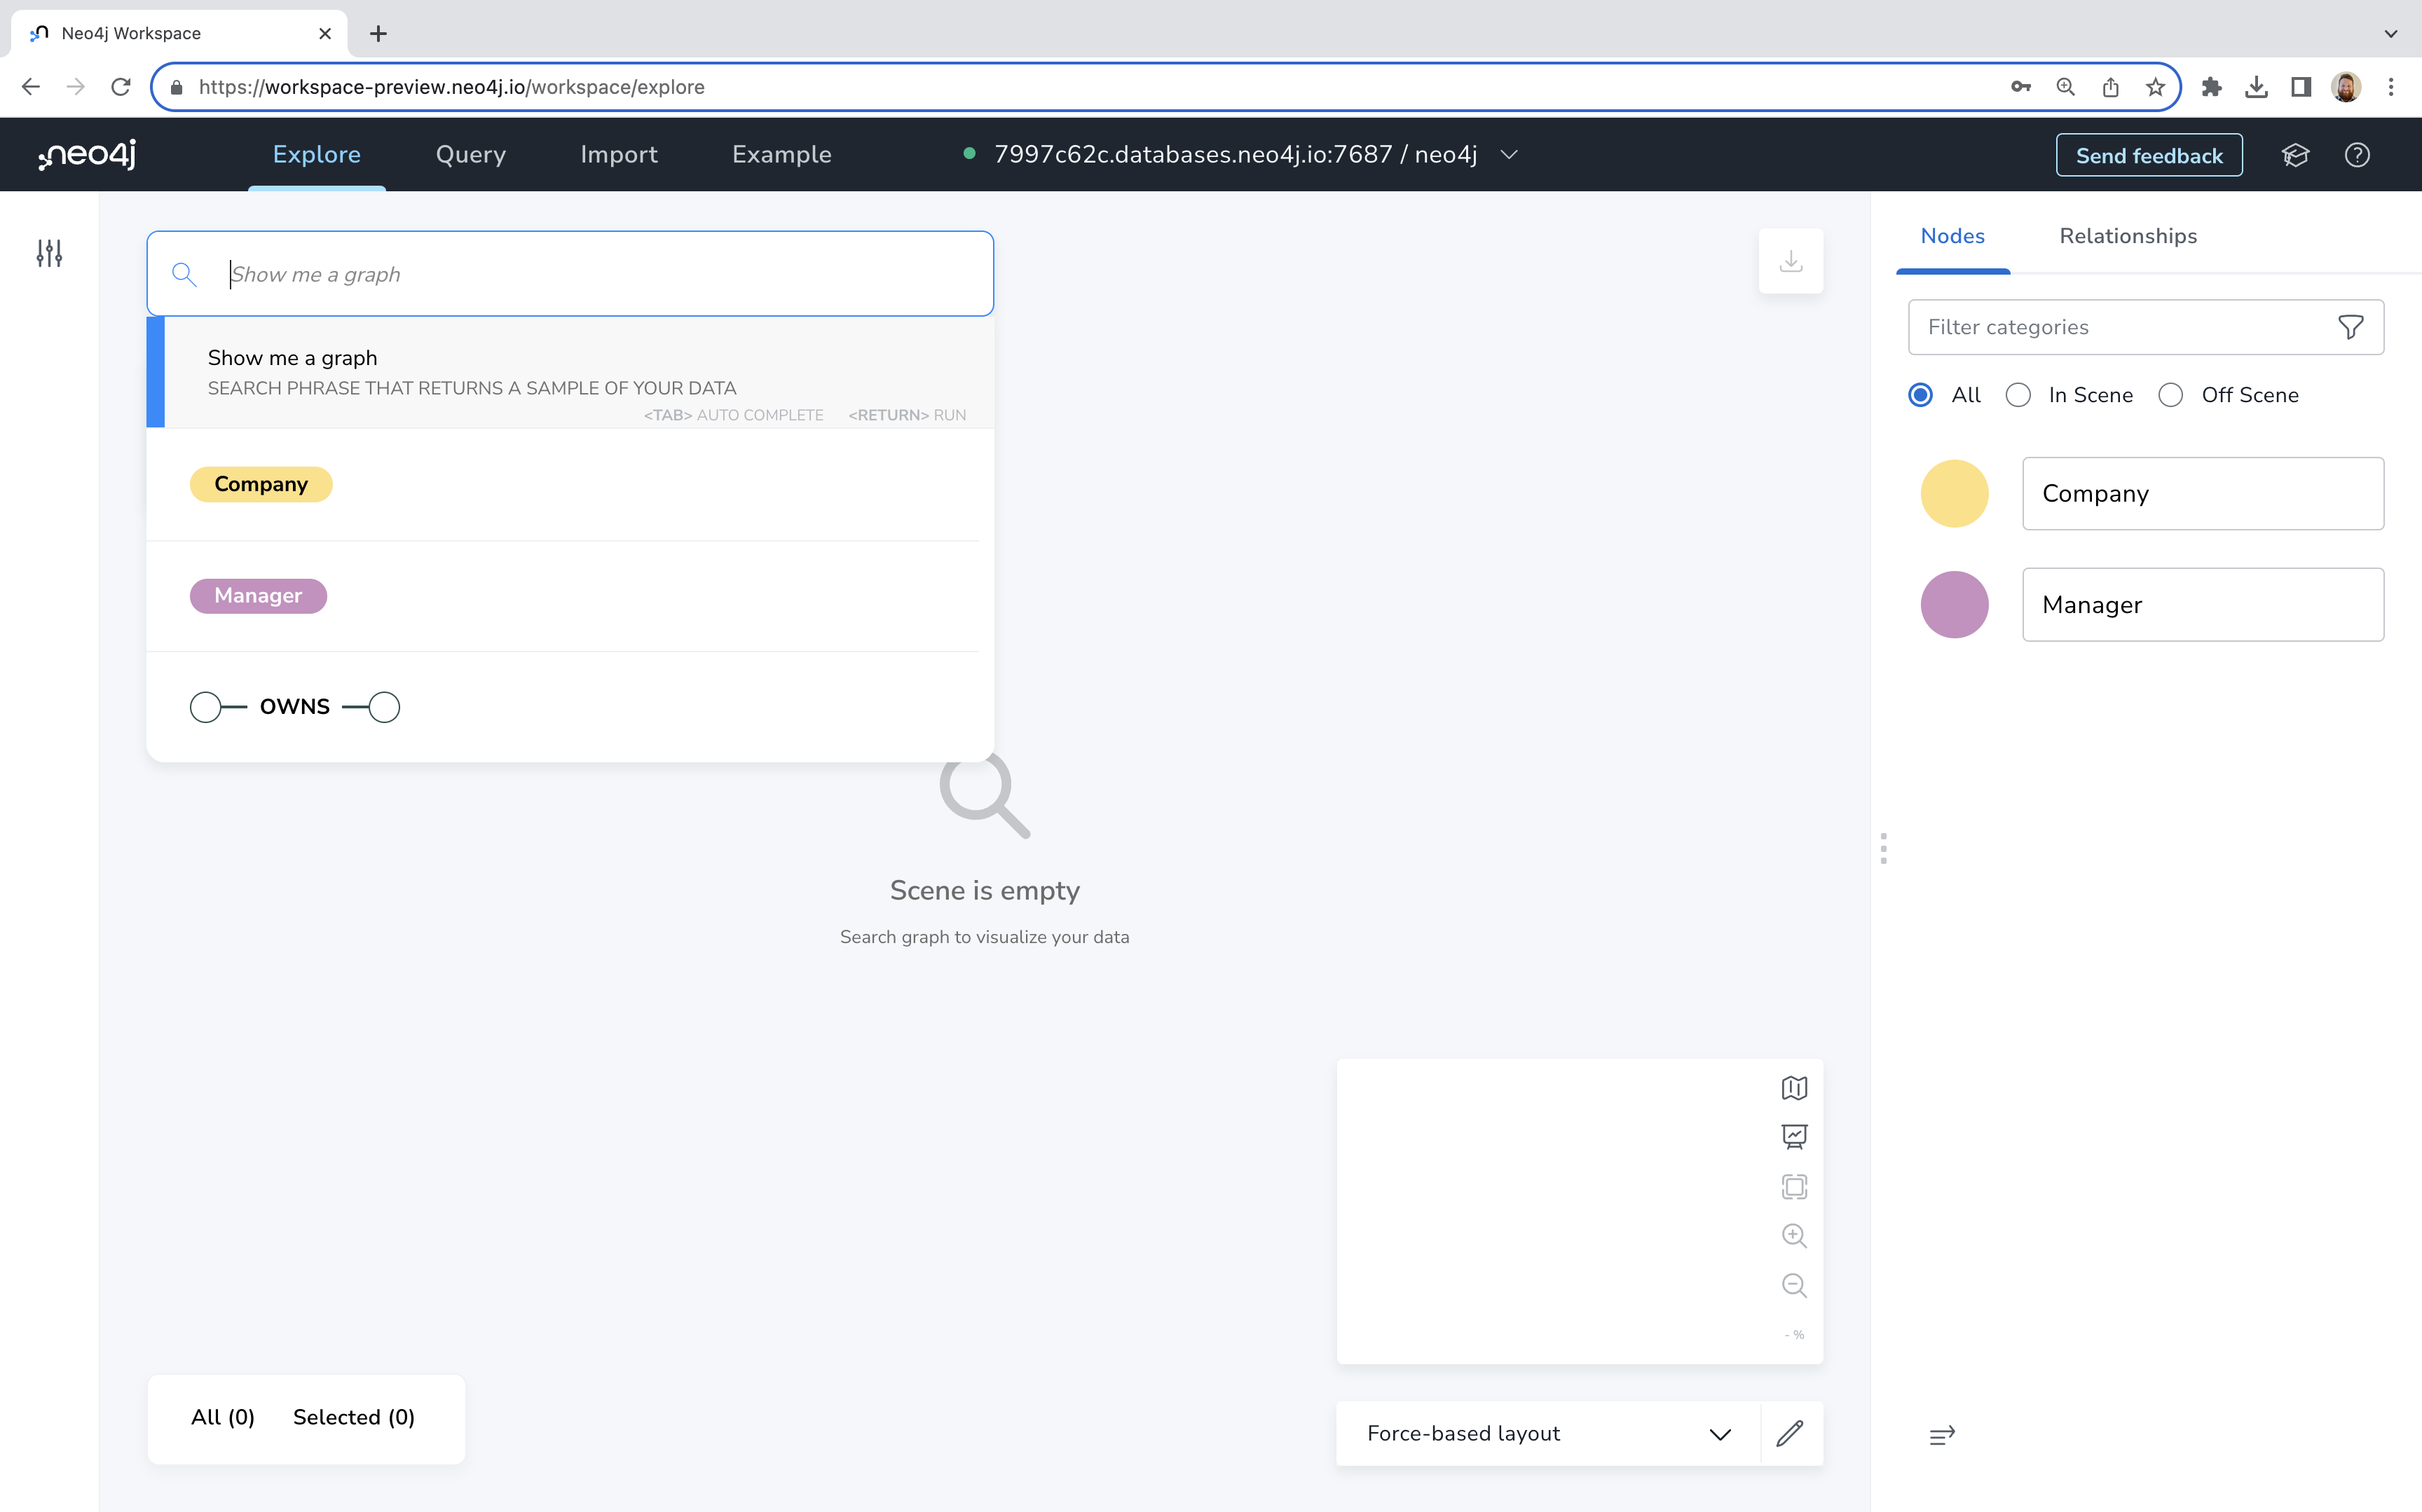 Neo4j Workspace
https://workspace-preview.neo4j.io/workspace/explore
neo4j
Explore
Query
Import
Example
7997c62c.databases.neo4j.io:7687 / neo4j
Send feedback
Show me a graph
Show me a graph
SEARCH PHRASE THAT RETURNS A SAMPLE OF YOUR DATA
<TAB> AUTO COMPLETE <RETURN> RUN
Company
Manager
OWNS
Scene is empty
Search graph to visualize your data
- %
All (0) Selected (0)
Force-based layout
Nodes
Relationships
Filter categories
All
In Scene
Off Scene
Company
Manager